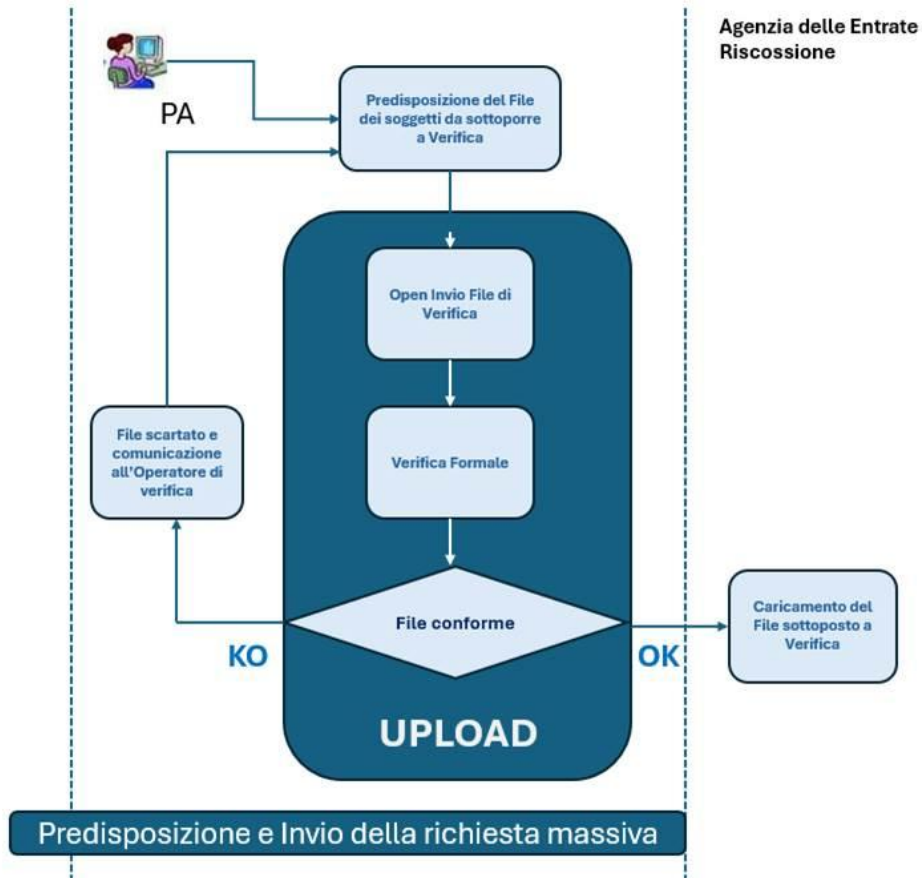 Agenzia delle Entrate
Riscossione
PA
Predisposizione del File
dei soggetti da sottoporre
a Verifica
Open Invio File di
Verifica
File scartato e
comunicazione
all'Operatore di
verifica
Verifica Formale
File conforme
KO
OK
Caricamento del
File sottoposto a
Verifica
UPLOAD
Predisposizione e Invio della richiesta massiva